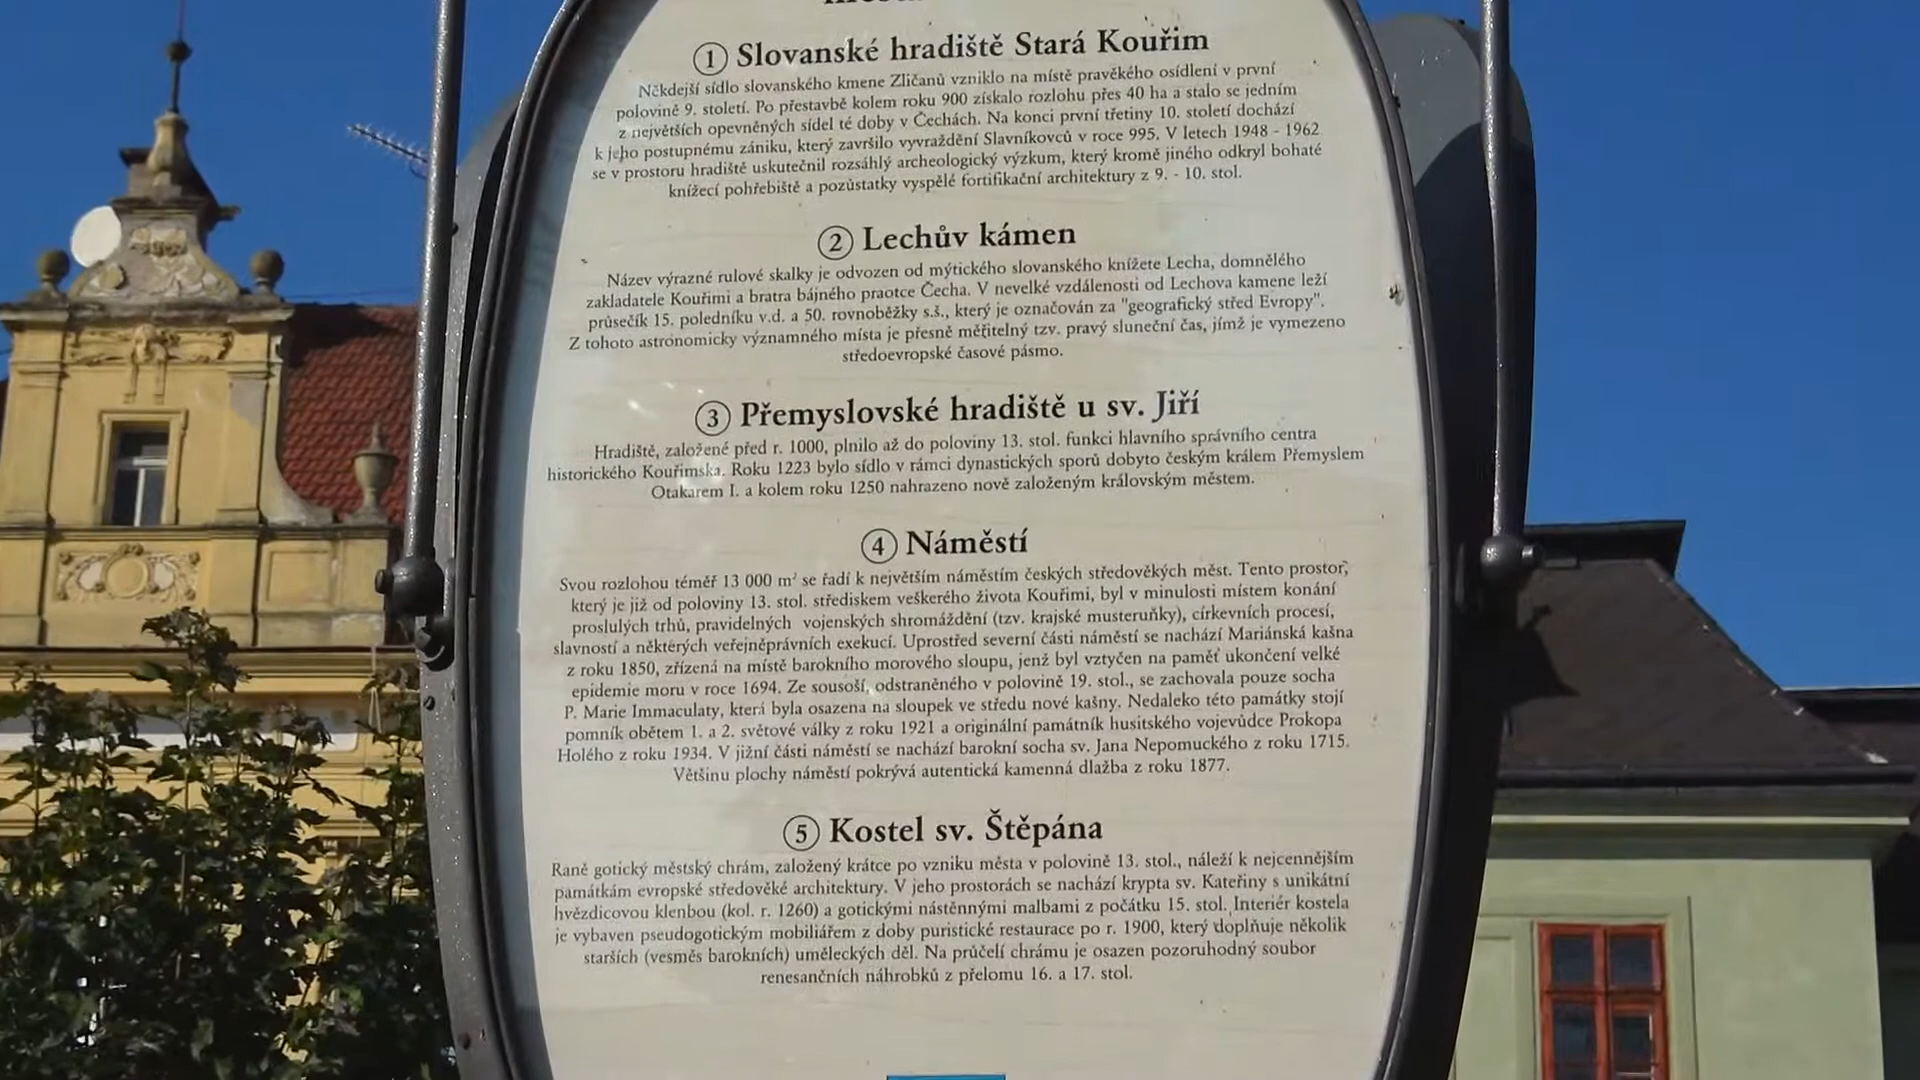 ① Slovanské hradiště Stará Kouřim
Někdejší sídlo slovanského kmene Zličanů vzniklo na místě pravěkého osídlení v první
polovině 9. století. Po přestavbě kolem roku 900 získalo rozlohu přes 40 ha a stalo se jedním
z největších opevněných sídel té doby v Čechách. Na konci první třetiny 10. století dochází
k jeho postupnému zániku, který završilo vyvraždění Slavníkovců v roce 995. V letech 1948 - 1962
se v prostoru hradiště uskutečnil rozsáhlý archeologický výzkum, který kromě jiného odkryl bohaté
knížecí pohřebiště a pozůstatky vyspělé fortifikační architektury z 9. - 10. stol.
② Lechův kámen
Název výrazné rulové skalky je odvozen od mýtického slovanského knížete Lecha, domnělého
zakladatele Kouřimi a bratra bájného praotce Čecha. V nevelké vzdálenosti od Lechova kamene leží
průsečík 15. poledníku v.d. a 50. rovnoběžky s.š., který je označován za "geografický střed Evropy".
Z tohoto astronomicky významného místa je přesně měřitelný tzv. pravý sluneční čas, jímž je vymezeno
středoevropské časové pásmo.
③ Přemyslovské hradiště u sv. Jiří
Hradiště, založené před r. 1000, plnilo až do poloviny 13. stol. funkci hlavního správního centra
historického Kouřimska. Roku 1223 bylo sídlo v rámci dynastických sporů dobyto českým králem Přemyslem
Otakarem I. a kolem roku 1250 nahrazeno nově založeným královským městem.
④ Náměstí
Svou rozlohou téměř 13 000 m² se řadí k největším náměstím českých středověkých měst. Tento prostor,
který je již od poloviny 13. stol. střediskem veškerého života Kouřimi, byl v minulosti místem konání
proslulých trhů, pravidelných vojenských shromáždění (tzv. krajské musteruňky), církevních procesí,
slavností a některých veřejněprávních exekucí. Uprostřed severní části náměstí se nachází Mariánská kašna
z roku 1850, zřízená na místě barokního morového sloupu, jenž byl vztyčen na paměť ukončení velké
epidemie moru v roce 1694. Ze sousoší, odstraněného v polovině 19. stol., se zachovala pouze socha
P. Marie Immaculaty, která byla osazena na sloupek ve středu nové kašny. Nedaleko této památky stojí
pomník obětem 1. a 2. světové války z roku 1921 a originální památník husitského vojevůdce Prokopa
Holého z roku 1934. V jižní části náměstí se nachází barokní socha sv. Jana Nepomuckého z roku 1715.
Většinu plochy náměstí pokrývá autentická kamenná dlažba z roku 1877.
⑤ Kostel sv. Štěpána
Raně gotický městský chrám, založený krátce po vzniku města v polovině 13. stol., náleží k nejcennějším
památkám evropské středověké architektury. V jeho prostorách se nachází krypta sv. Kateřiny s unikátní
hvězdicovou klenbou (kol. r. 1260) a gotickými nástěnnými malbami z počátku 15. stol. Interiér kostela
je vybaven pseudogotickým mobiliářem z doby puristické restaurace po r. 1900, který doplňuje několik
starších (vesměs barokních) uměleckých děl. Na průčelí chrámu je osazen pozoruhodný soubor
renesančních náhrobků z přelomu 16. a 17. stol.